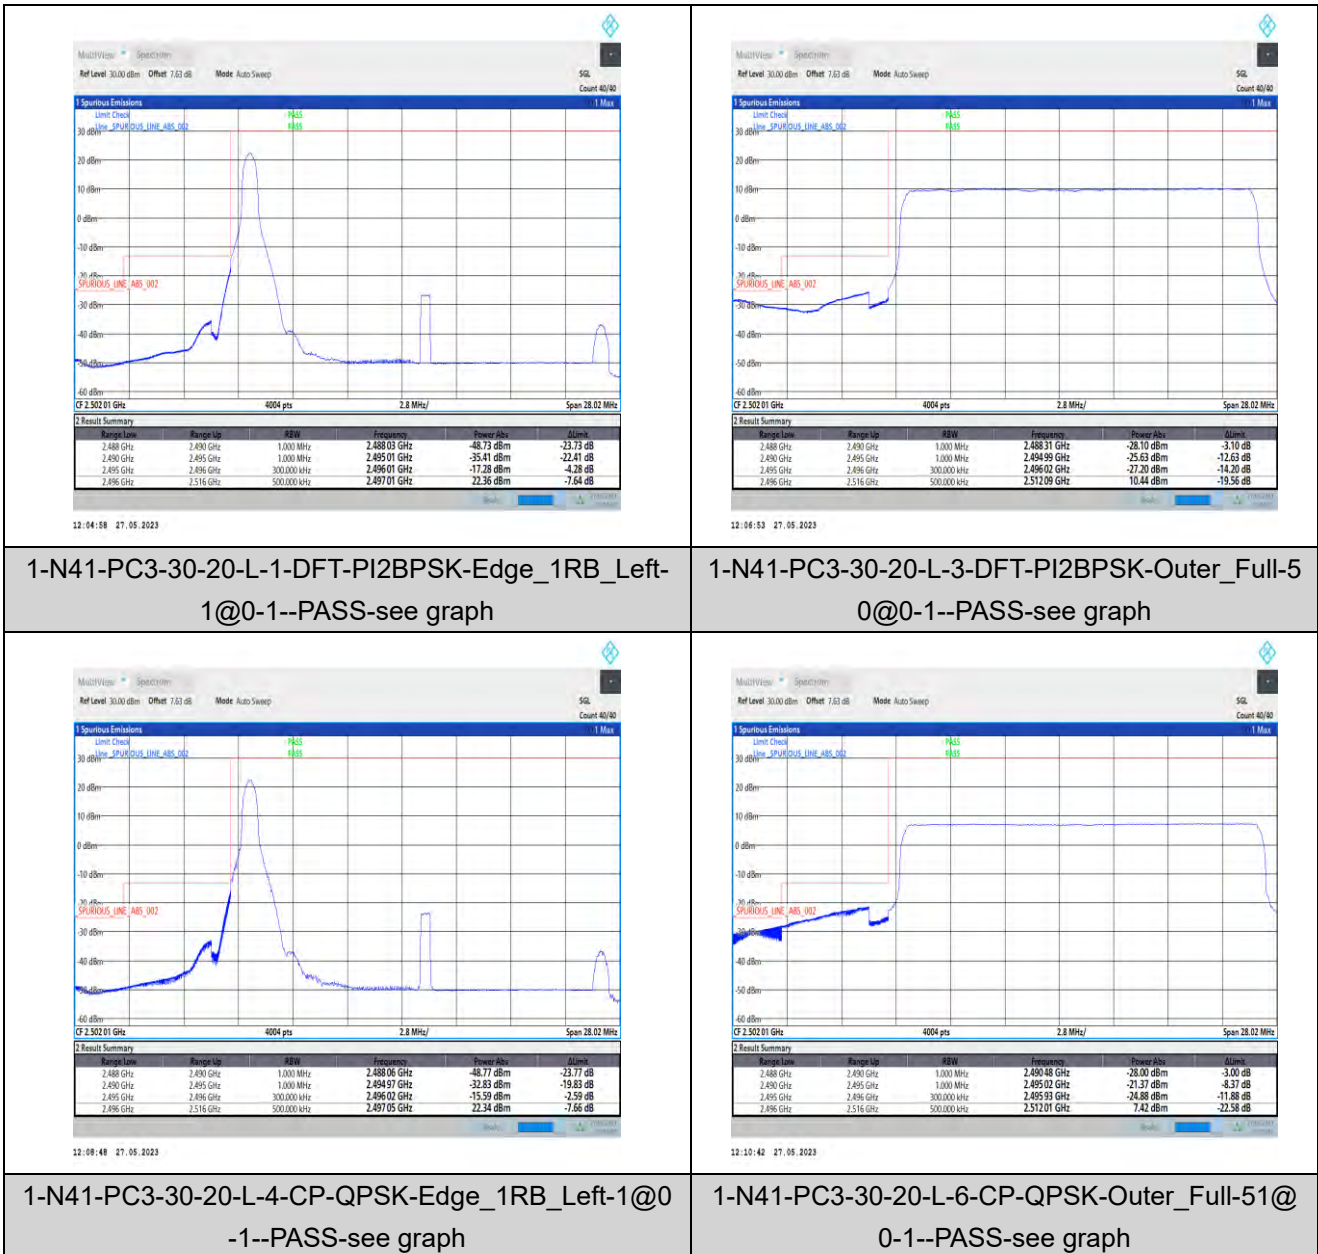 MultiView Spectrum
Ref Level 30.00 dBm Offset 7.63 dB Mode Auto Sweep SGL
Count 40/40
1 Spurious Emissions 1 Max
Limit Check PASS
Line _SPURIOUS_LINE_ABS_002 PASS
30 dBm
20 dBm
10 dBm
0 dBm
-10 dBm
-20 dBm
SPURIOUS_LINE_ABS_002
-30 dBm
-40 dBm
-50 dBm
-60 dBm
CF 2.50201 GHz 4004 pts 2.8 MHz/ Span 28.02 MHz
2 Result Summary
Range Low Range Up RBW Frequency Power Abs ΔLimit
2.488 GHz 2.490 GHz 1.000 MHz 2.48803 GHz -48.73 dBm -23.73 dB
2.490 GHz 2.495 GHz 1.000 MHz 2.49501 GHz -35.41 dBm -22.41 dB
2.495 GHz 2.496 GHz 300.000 kHz 2.49601 GHz -17.28 dBm -4.28 dB
2.496 GHz 2.516 GHz 500.000 kHz 2.49701 GHz 22.36 dBm -7.64 dB
12:04:58 27.05.2023
1-N41-PC3-30-20-L-1-DFT-PI2BPSK-Edge_1RB_Left-
1@0-1--PASS-see graph
MultiView Spectrum
Ref Level 30.00 dBm Offset 7.63 dB Mode Auto Sweep SGL
Count 40/40
1 Spurious Emissions 1 Max
Limit Check PASS
Line _SPURIOUS_LINE_ABS_002 PASS
30 dBm
20 dBm
10 dBm
0 dBm
-10 dBm
-20 dBm
SPURIOUS_LINE_ABS_002
-30 dBm
-40 dBm
-50 dBm
-60 dBm
CF 2.50201 GHz 4004 pts 2.8 MHz/ Span 28.02 MHz
2 Result Summary
Range Low Range Up RBW Frequency Power Abs ΔLimit
2.488 GHz 2.490 GHz 1.000 MHz 2.48831 GHz -28.10 dBm -3.10 dB
2.490 GHz 2.495 GHz 1.000 MHz 2.49499 GHz -25.63 dBm -12.63 dB
2.495 GHz 2.496 GHz 300.000 kHz 2.49602 GHz -27.20 dBm -14.20 dB
2.496 GHz 2.516 GHz 500.000 kHz 2.51209 GHz 10.44 dBm -19.56 dB
12:06:53 27.05.2023
1-N41-PC3-30-20-L-3-DFT-PI2BPSK-Outer_Full-5
0@0-1--PASS-see graph
MultiView Spectrum
Ref Level 30.00 dBm Offset 7.63 dB Mode Auto Sweep SGL
Count 40/40
1 Spurious Emissions 1 Max
Limit Check PASS
Line _SPURIOUS_LINE_ABS_002 PASS
30 dBm
20 dBm
10 dBm
0 dBm
-10 dBm
-20 dBm
SPURIOUS_LINE_ABS_002
-30 dBm
-40 dBm
-50 dBm
-60 dBm
CF 2.50201 GHz 4004 pts 2.8 MHz/ Span 28.02 MHz
2 Result Summary
Range Low Range Up RBW Frequency Power Abs ΔLimit
2.488 GHz 2.490 GHz 1.000 MHz 2.48806 GHz -48.77 dBm -23.77 dB
2.490 GHz 2.495 GHz 1.000 MHz 2.49497 GHz -32.83 dBm -19.83 dB
2.495 GHz 2.496 GHz 300.000 kHz 2.49602 GHz -15.59 dBm -2.59 dB
2.496 GHz 2.516 GHz 500.000 kHz 2.49705 GHz 22.34 dBm -7.66 dB
12:08:48 27.05.2023
1-N41-PC3-30-20-L-4-CP-QPSK-Edge_1RB_Left-1@0
-1--PASS-see graph
MultiView Spectrum
Ref Level 30.00 dBm Offset 7.63 dB Mode Auto Sweep SGL
Count 40/40
1 Spurious Emissions 1 Max
Limit Check PASS
Line _SPURIOUS_LINE_ABS_002 PASS
30 dBm
20 dBm
10 dBm
0 dBm
-10 dBm
-20 dBm
SPURIOUS_LINE_ABS_002
-30 dBm
-40 dBm
-50 dBm
-60 dBm
CF 2.50201 GHz 4004 pts 2.8 MHz/ Span 28.02 MHz
2 Result Summary
Range Low Range Up RBW Frequency Power Abs ΔLimit
2.488 GHz 2.490 GHz 1.000 MHz 2.49048 GHz -28.00 dBm -3.00 dB
2.490 GHz 2.495 GHz 1.000 MHz 2.49502 GHz -21.37 dBm -8.37 dB
2.495 GHz 2.496 GHz 300.000 kHz 2.49593 GHz -24.88 dBm -11.88 dB
2.496 GHz 2.516 GHz 500.000 kHz 2.51201 GHz 7.42 dBm -22.58 dB
12:10:42 27.05.2023
1-N41-PC3-30-20-L-6-CP-QPSK-Outer_Full-51@
0-1--PASS-see graph